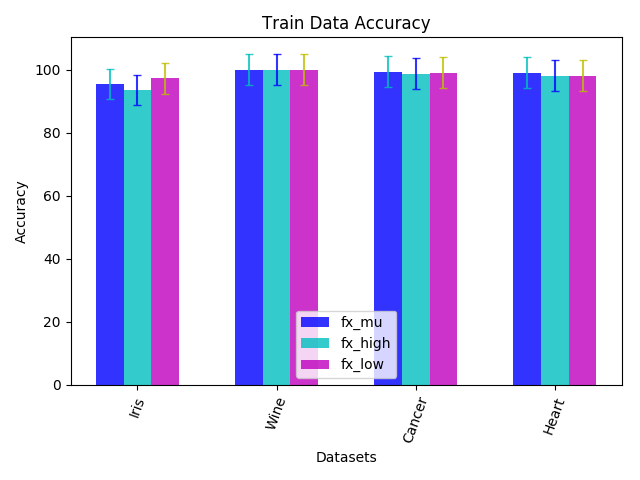 Train Data Accuracy
Accuracy
100
80
60
40
20
0
fx_mu
fx_high
fx_low
Iris
Wine
Cancer
Heart
Datasets